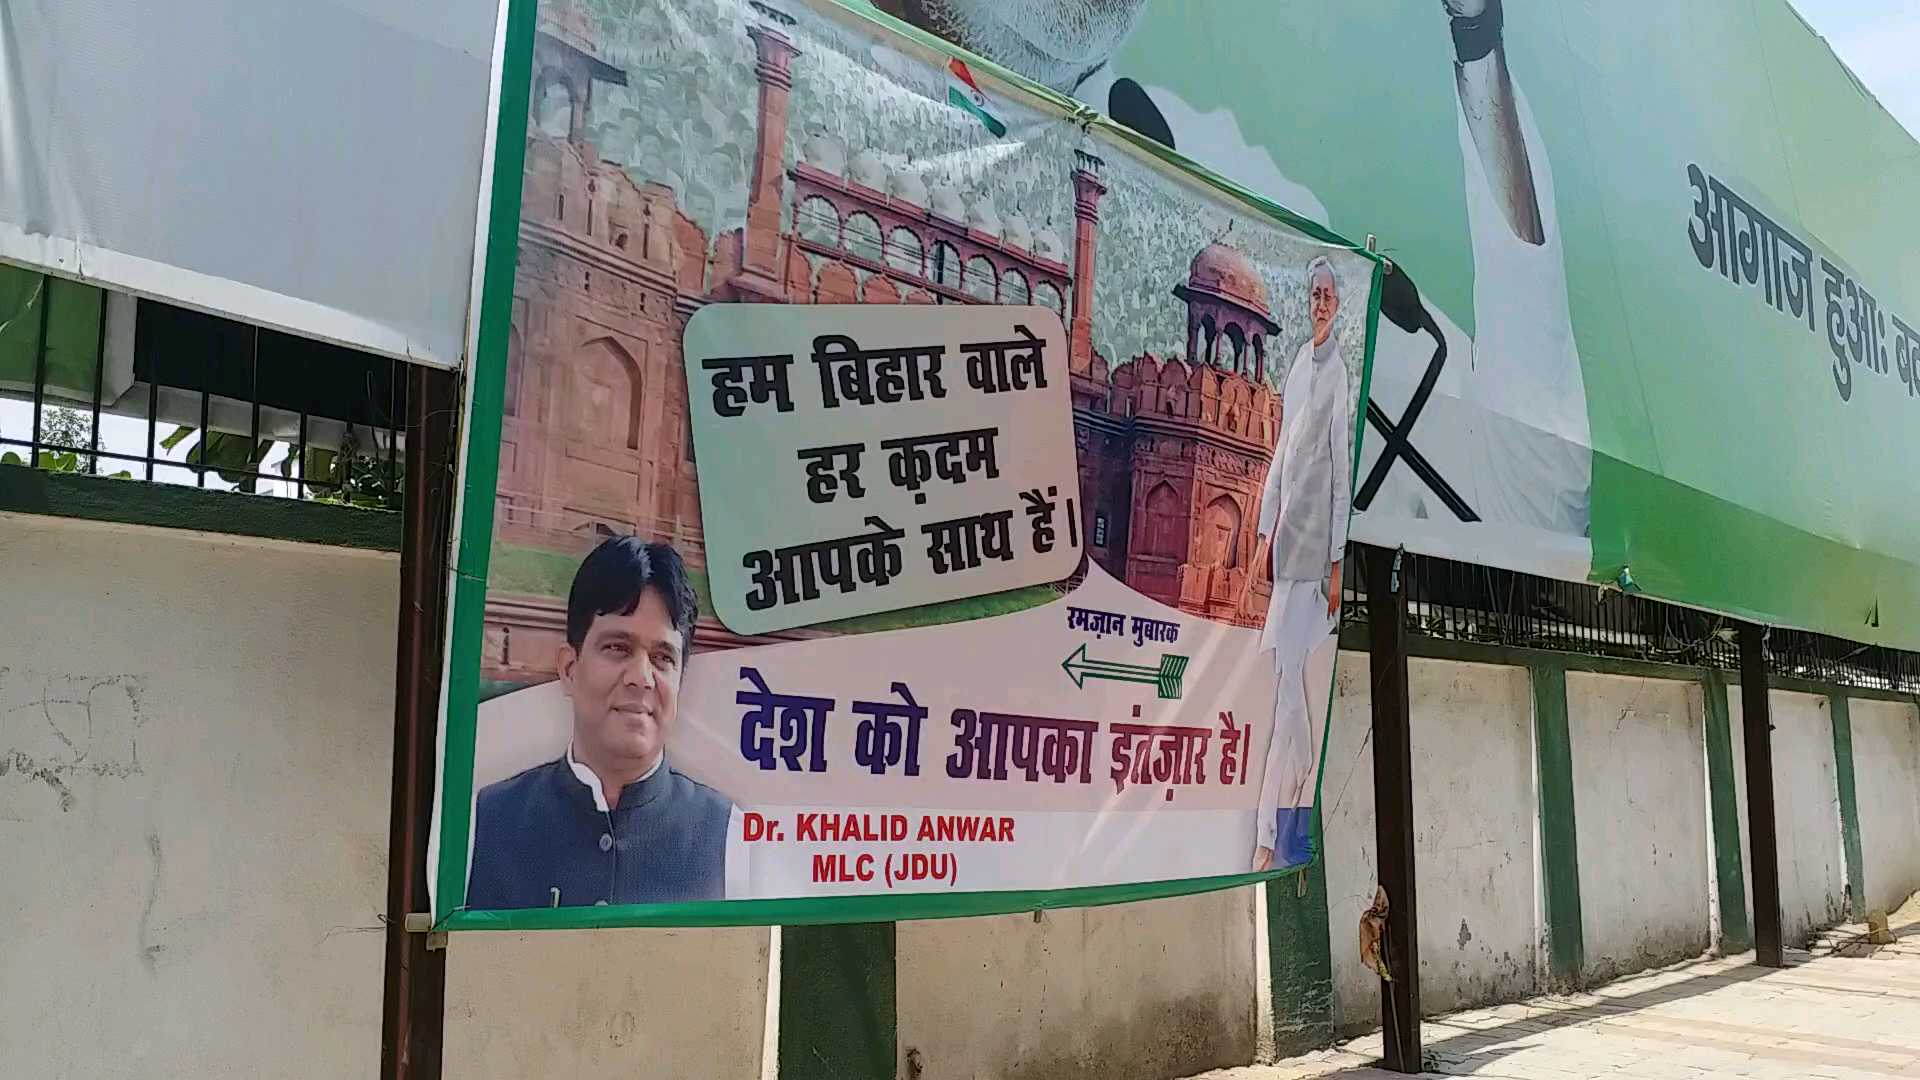 हम बिहार वाले
हर क़दम
आपके साथ हैं।
रमज़ान मुबारक
देश को आपका इंतज़ार है।
Dr. KHALID ANWAR
MLC (JDU)
आगाज हुआः